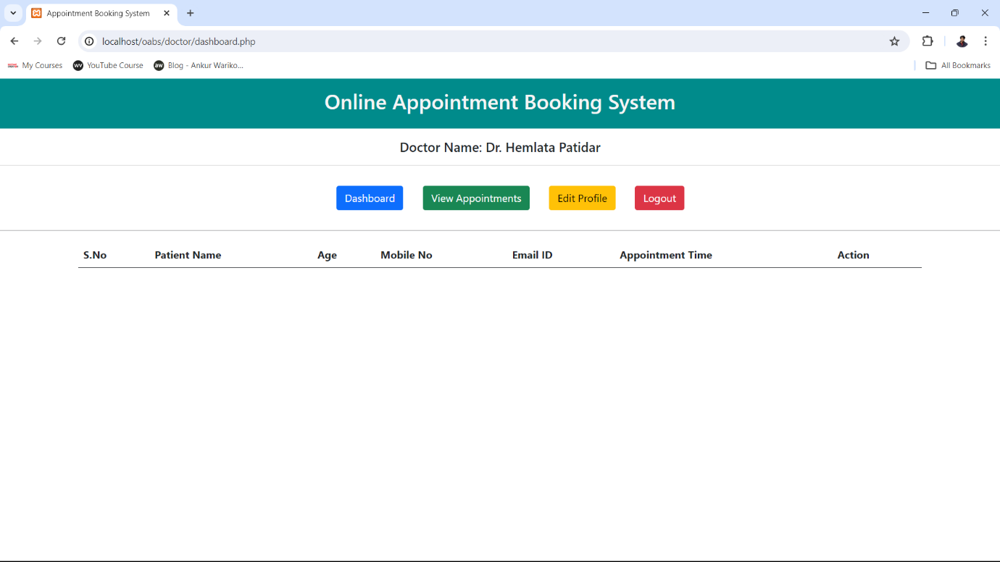 Appointment Booking System
localhost/oabs/doctor/dashboard.php
My Courses YouTube Course Blog - Ankur Wariko... All Bookmarks
Online Appointment Booking System
Doctor Name: Dr. Hemlata Patidar
Dashboard View Appointments Edit Profile Logout
S.No Patient Name Age Mobile No Email ID Appointment Time Action